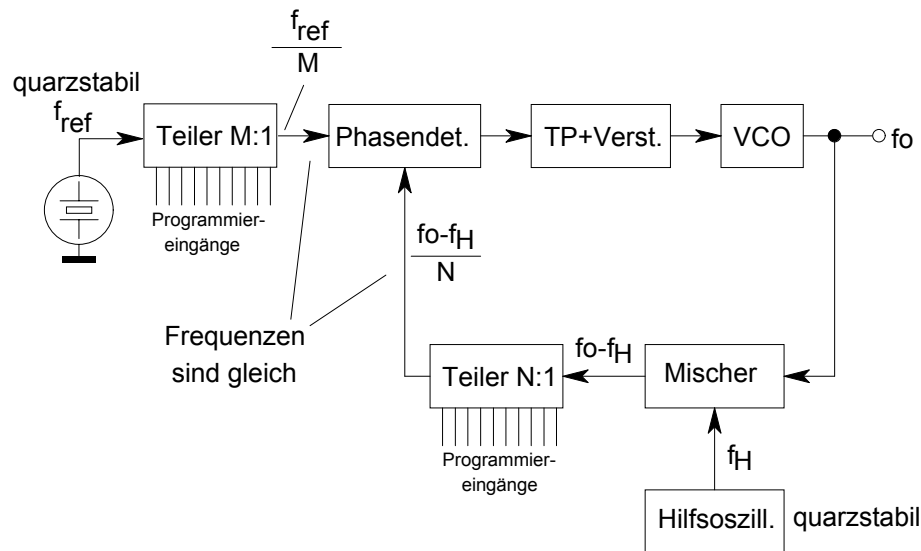 f_ref
M
quarzstabil
f_ref
Teiler M:1
Phasendet.
TP+Verst.
VCO
fo
Programmier-
eingänge
fo-f_H
N
Frequenzen
sind gleich
fo-f_H
Teiler N:1
Mischer
Programmier-
eingänge
f_H
Hilfsoszill.
quarzstabil